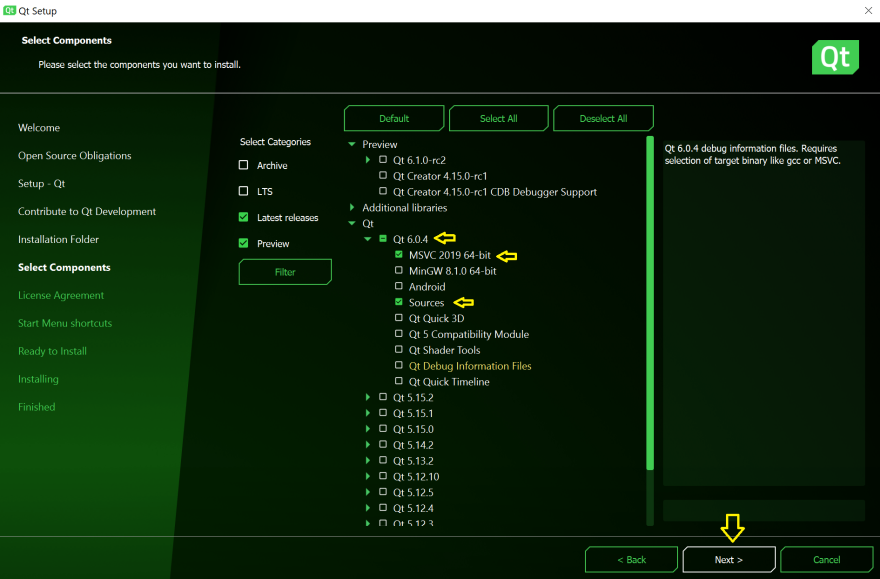 Qt Qt Setup
Select Components
Please select the components you want to install.
Qt
Welcome
Open Source Obligations
Setup - Qt
Contribute to Qt Development
Installation Folder
Select Components
License Agreement
Start Menu shortcuts
Ready to Install
Installing
Finished
Select Categories
Archive
LTS
Latest releases
Preview
Filter
Default
Select All
Deselect All
Preview
Qt 6.1.0-rc2
Qt Creator 4.15.0-rc1
Qt Creator 4.15.0-rc1 CDB Debugger Support
Additional libraries
Qt
Qt 6.0.4
MSVC 2019 64-bit
MinGW 8.1.0 64-bit
Android
Sources
Qt Quick 3D
Qt 5 Compatibility Module
Qt Shader Tools
Qt Debug Information Files
Qt Quick Timeline
Qt 5.15.2
Qt 5.15.1
Qt 5.15.0
Qt 5.14.2
Qt 5.13.2
Qt 5.12.10
Qt 5.12.5
Qt 5.12.4
Qt 5.12.3
Qt 6.0.4 debug information files. Requires
selection of target binary like gcc or MSVC.
< Back
Next >
Cancel